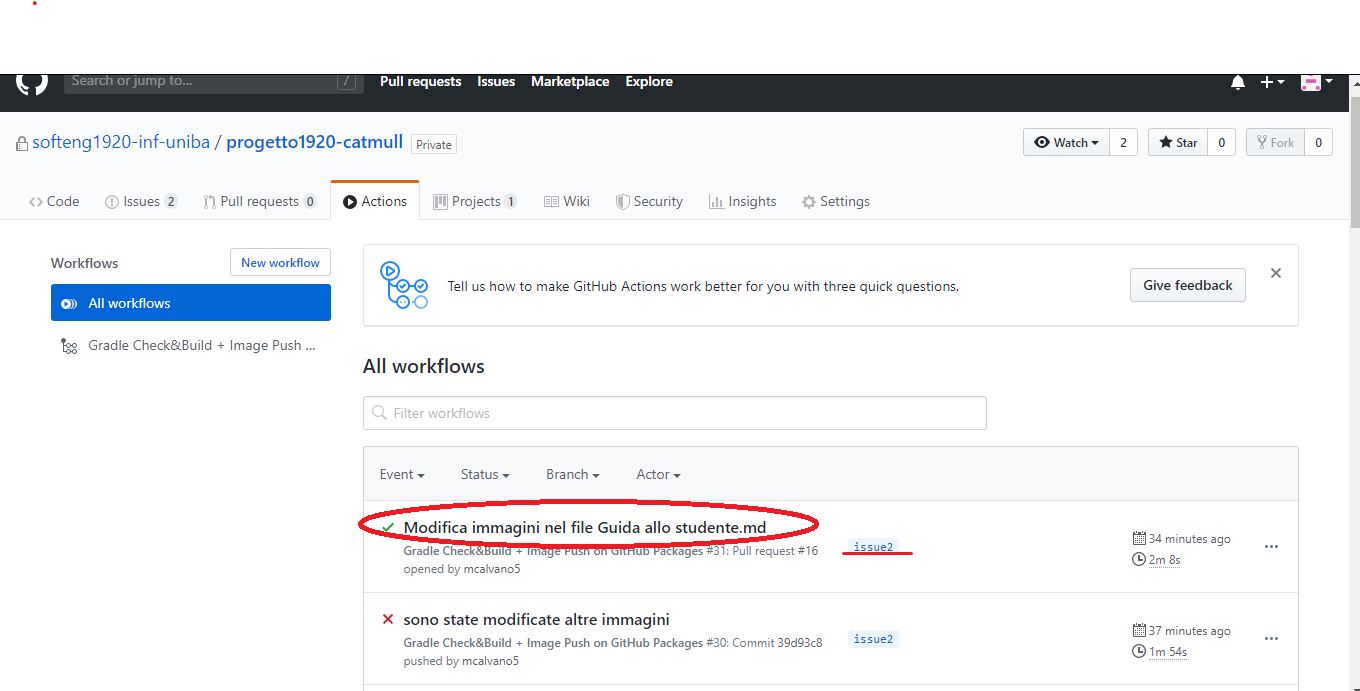 Search or jump to... /
Pull requests Issues Marketplace Explore
softeng1920-inf-uniba / progetto1920-catmull Private
Watch 2 Star 0 Fork 0
Code Issues 2 Pull requests 0 Actions Projects 1 Wiki Security Insights Settings
Workflows New workflow
All workflows
Gradle Check&Build + Image Push ...
Tell us how to make GitHub Actions work better for you with three quick questions. Give feedback
All workflows
Filter workflows
Event Status Branch Actor
Modifica immagini nel file Guida allo studente.md
Gradle Check&Build + Image Push on GitHub Packages #31: Pull request #16
opened by mcalvano5
issue2
34 minutes ago
2m 8s
sono state modificate altre immagini
Gradle Check&Build + Image Push on GitHub Packages #30: Commit 39d93c8
pushed by mcalvano5
issue2
37 minutes ago
1m 54s